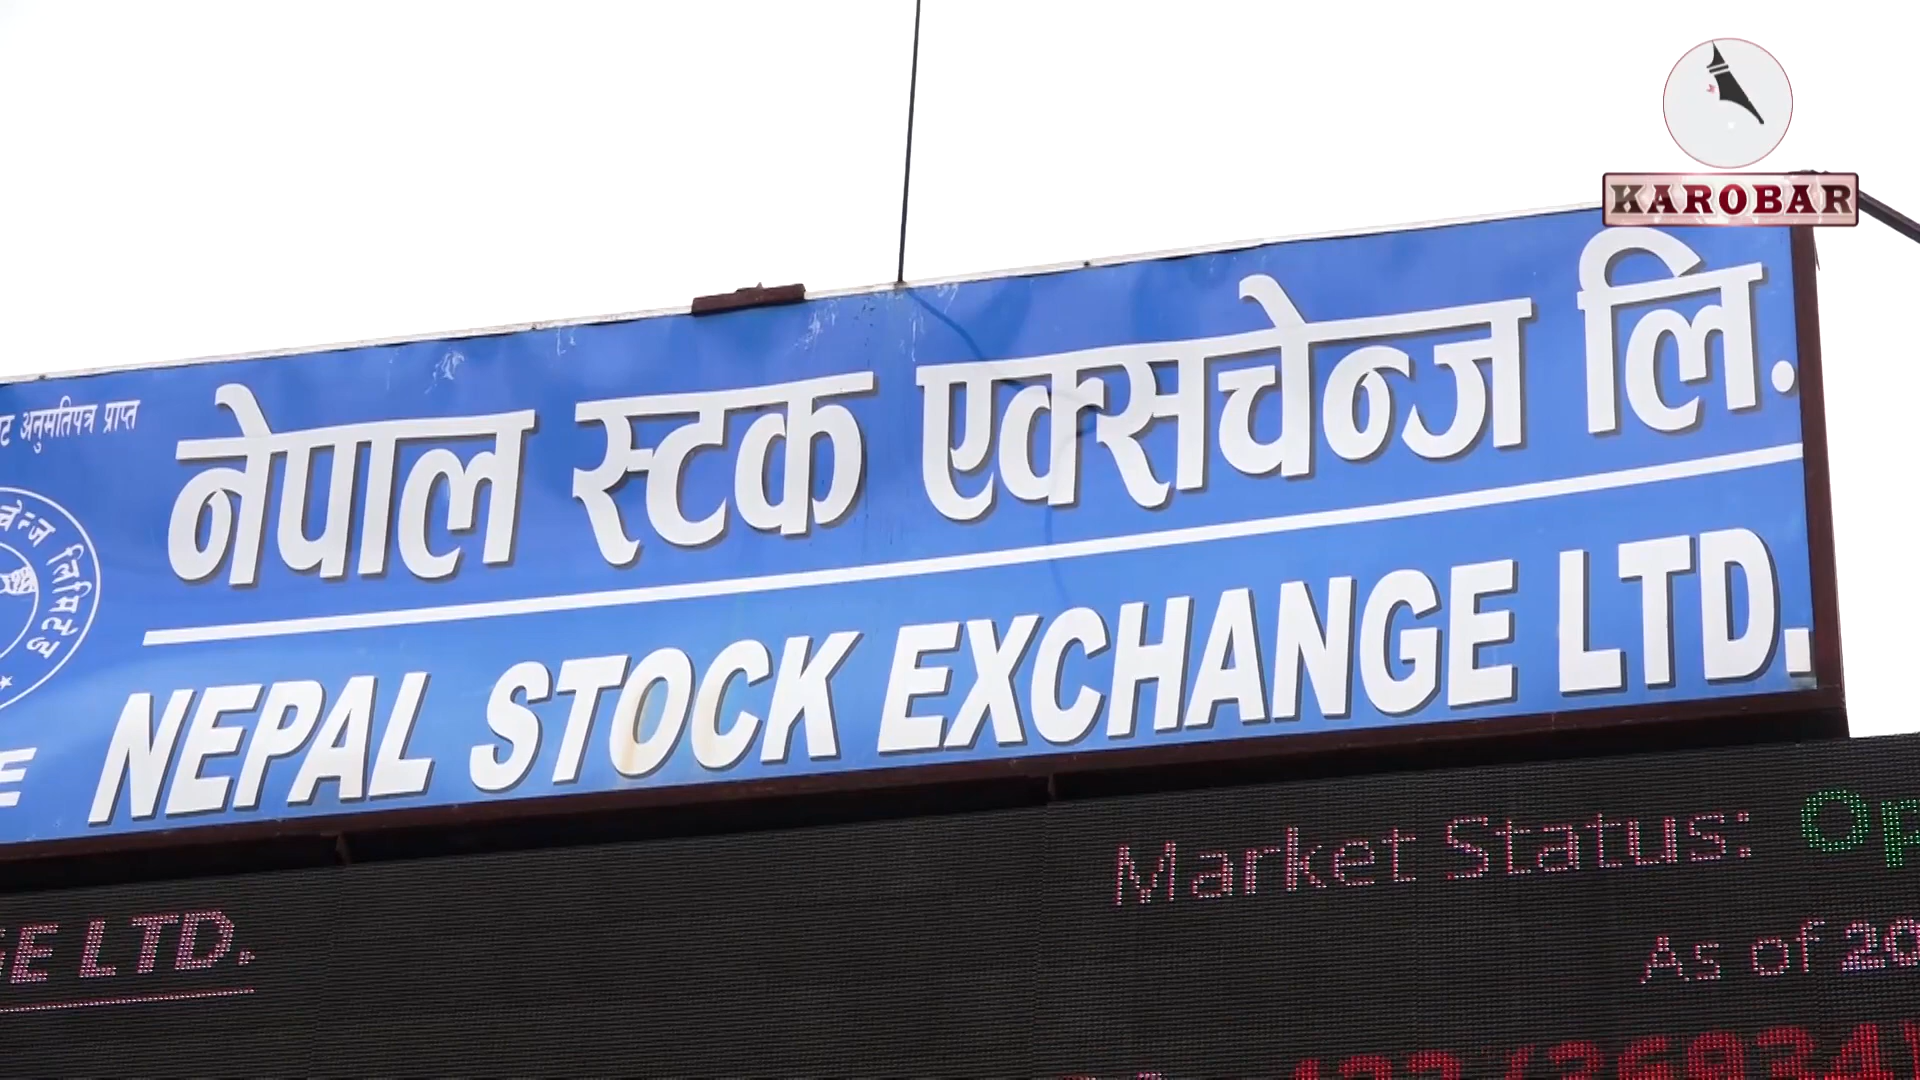 KAROBAR
अनुमतिपत्र प्राप्त
नेपाल स्टक एक्सचेन्ज लि.
चेन्ज लिमिटेड
NEPAL STOCK EXCHANGE LTD.
Market Status:
LTD.
As of